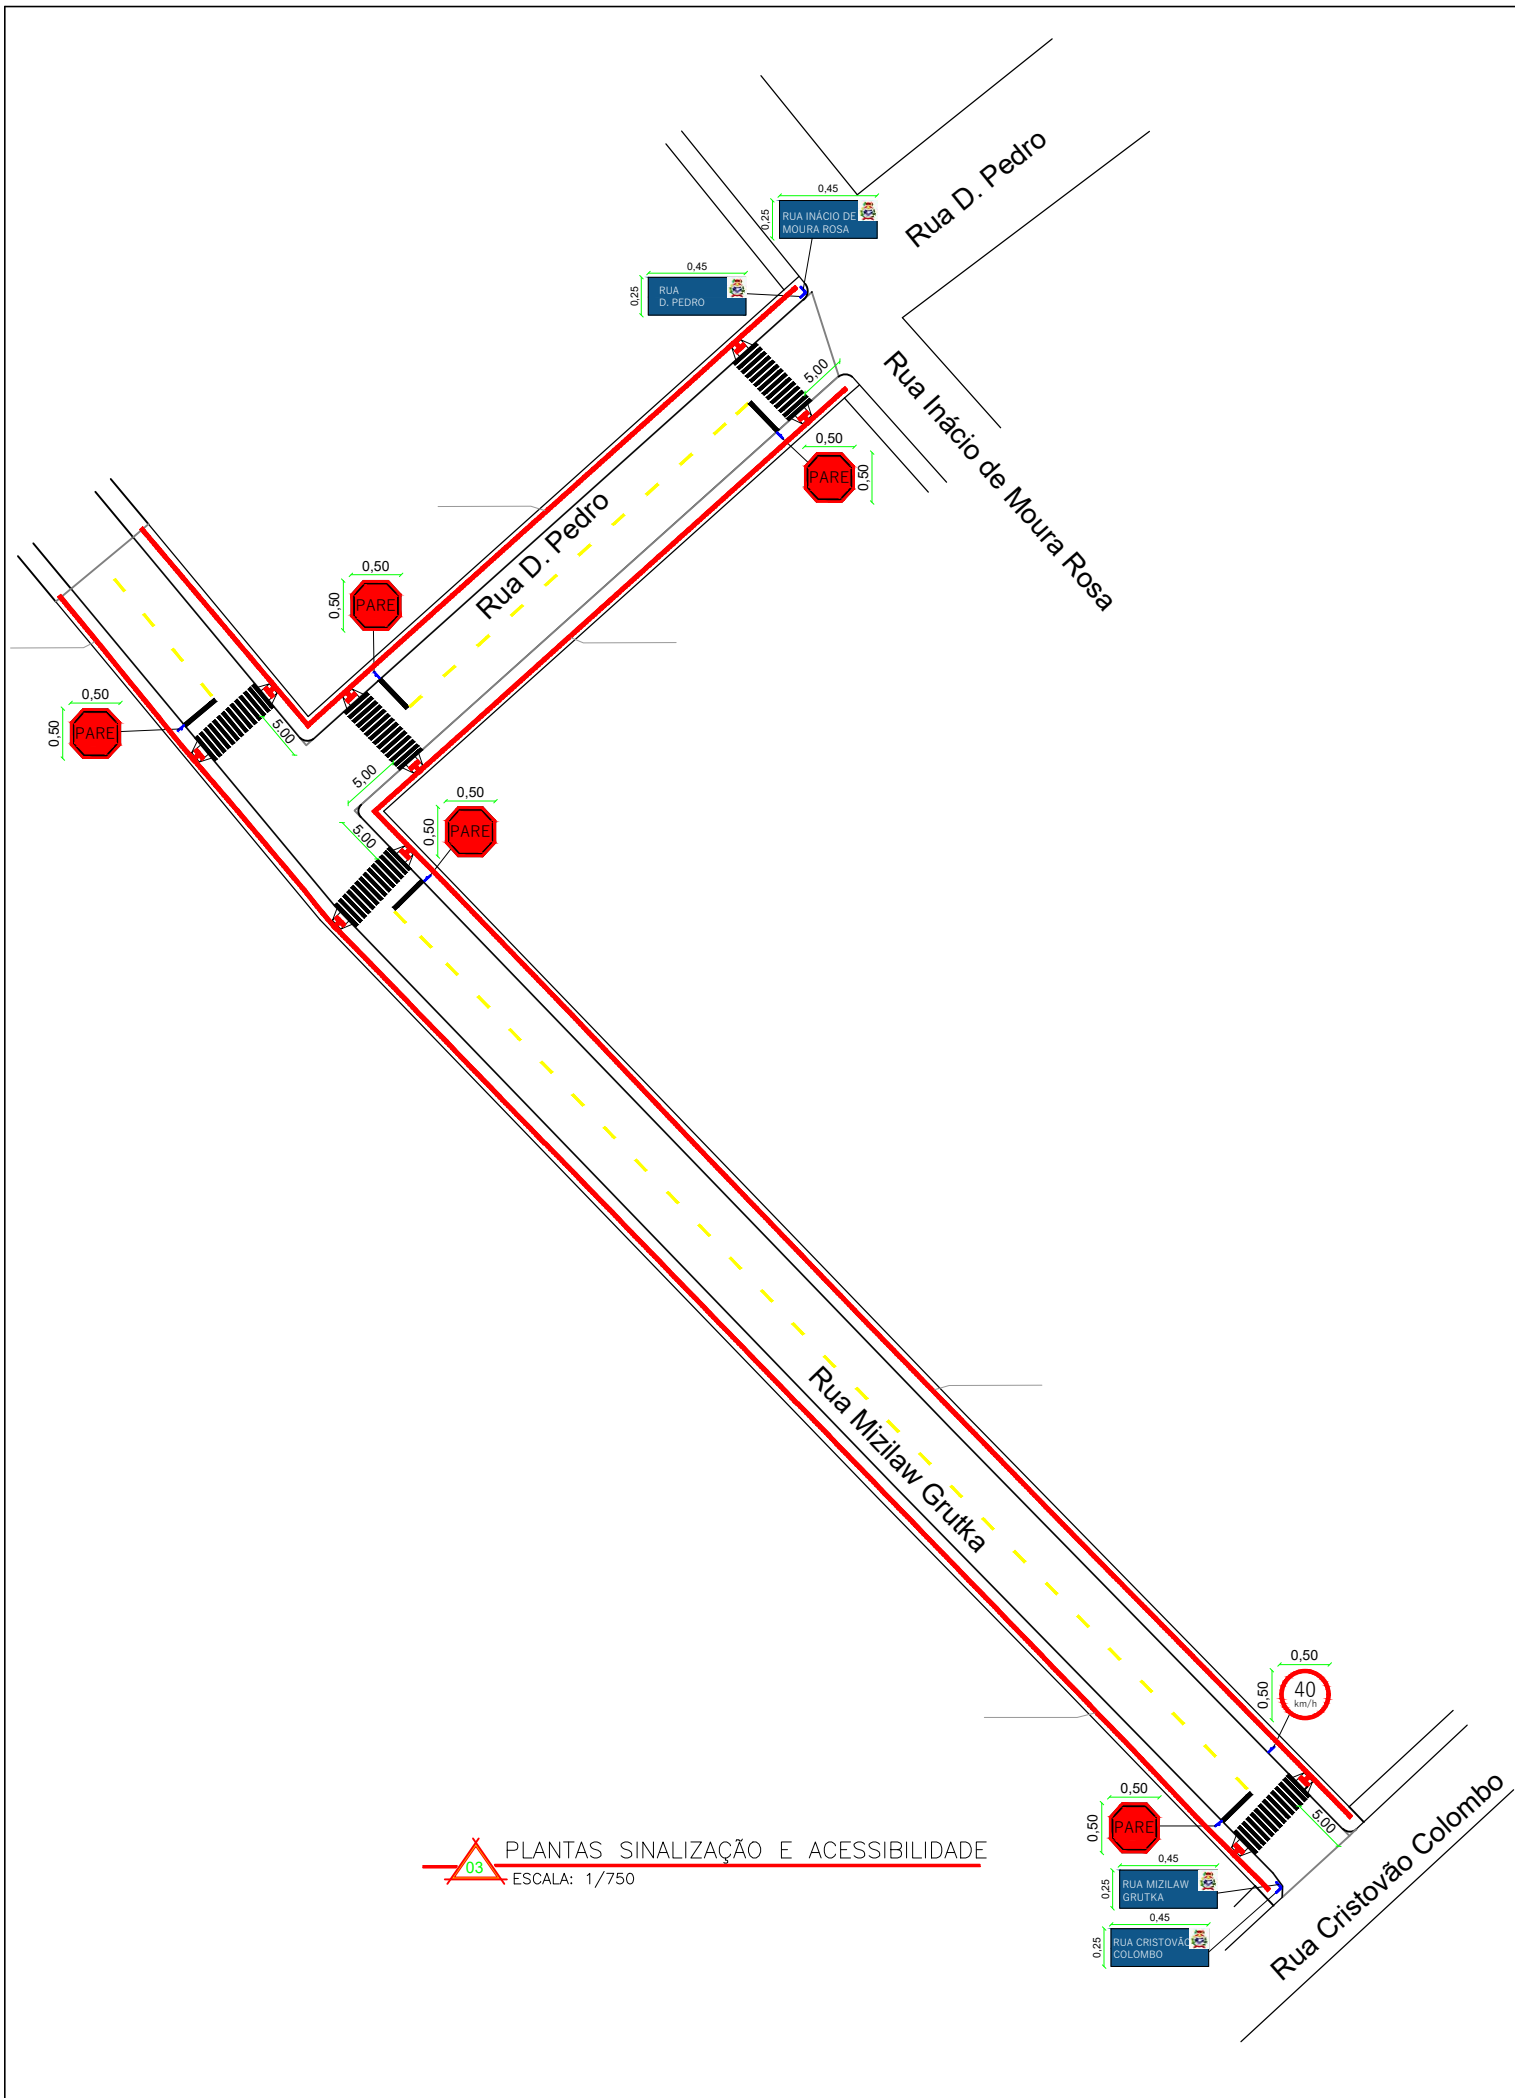 Rua D. Pedro
0,45
0,25
RUA INÁCIO DE
MOURA ROSA
0,45
0,25
RUA
D. PEDRO
Rua Inácio de Moura Rosa
5,00
0,50
0,50
PARE
Rua D. Pedro
0,50
0,50
PARE
0,50
0,50
PARE
5.00
5,00
5.00
0,50
0,50
PARE
Rua Mizilaw Grutka
0,50
0,50
40
km/h
0,50
0,50
PARE
5.00
0,45
0,25
RUA MIZILAW
GRUTKA
0,45
0,25
RUA CRISTOVÃO
COLOMBO
Rua Cristovão Colombo
03
PLANTAS SINALIZAÇÃO E ACESSIBILIDADE
ESCALA: 1/750